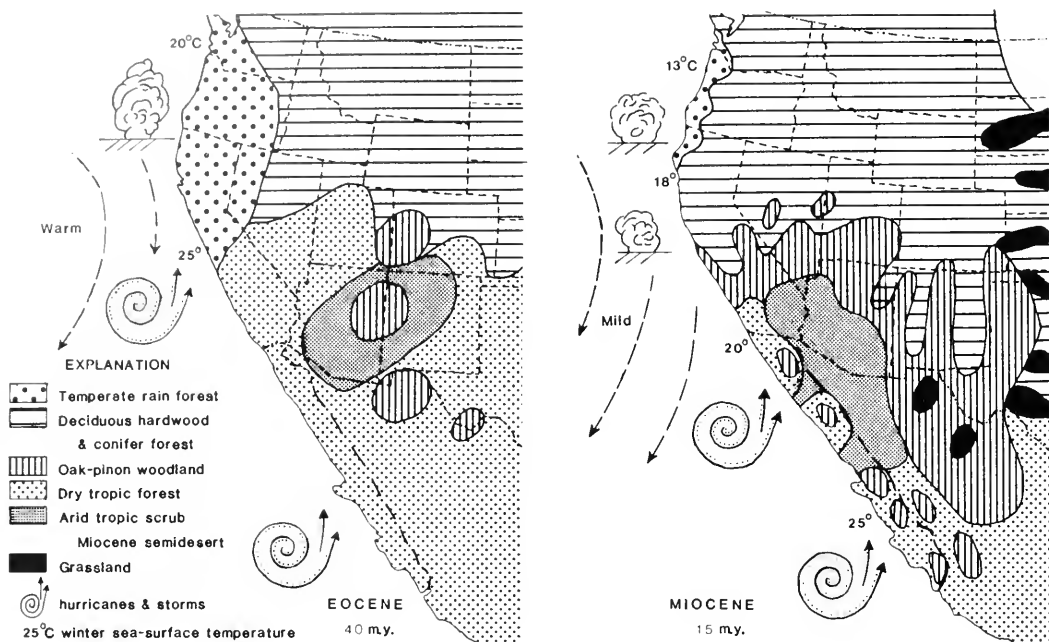 20°C
Warm
25°
EXPLANATION
Temperate rain forest
Deciduous hardwood
& conifer forest
Oak-pinon woodland
Dry tropic forest
Arid tropic scrub
Miocene semidesert
Grassland
hurricanes & storms
25°C winter sea-surface temperature
EOCENE
40 m.y.
13°C
18°
Mild
20°
25°
MIOCENE
15 m.y.